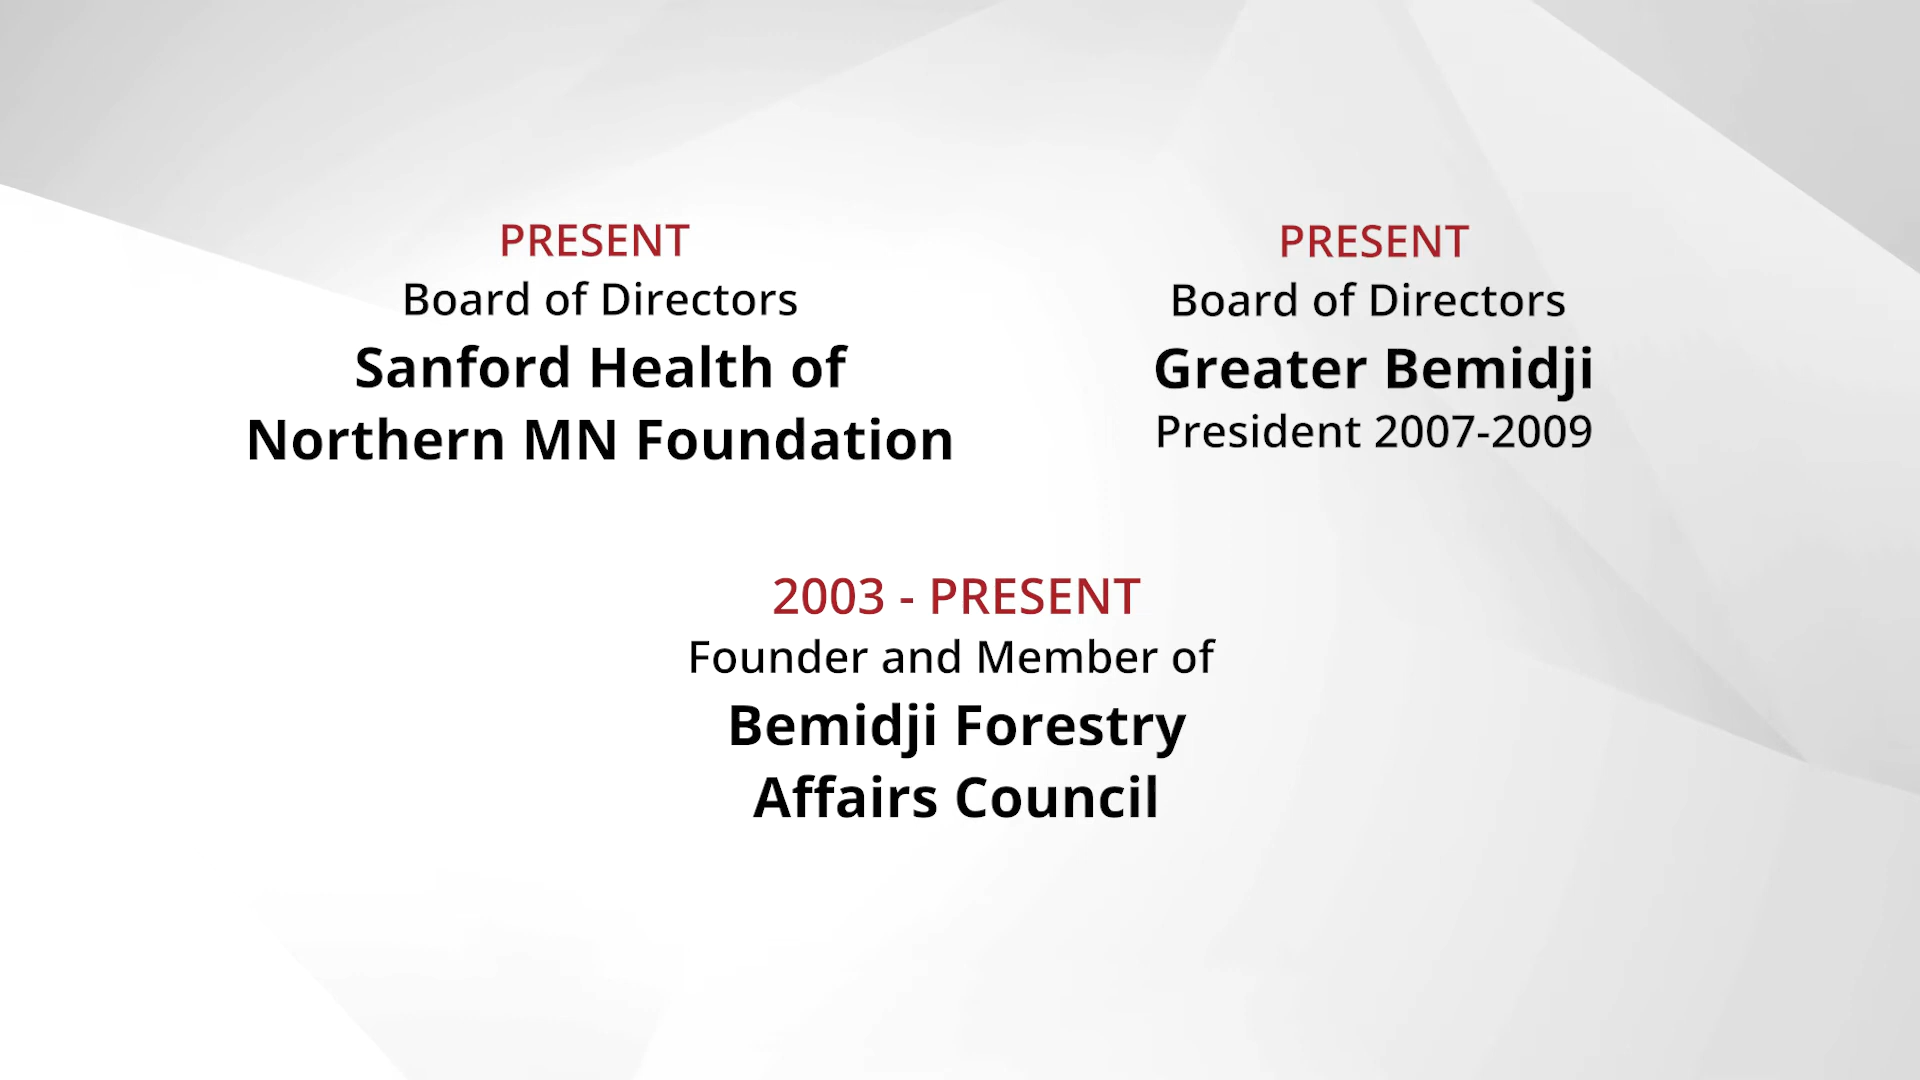 PRESENT
Board of Directors
Sanford Health of
Northern MN Foundation
PRESENT
Board of Directors
Greater Bemidji
President 2007-2009
2003 - PRESENT
Founder and Member of
Bemidji Forestry
Affairs Council